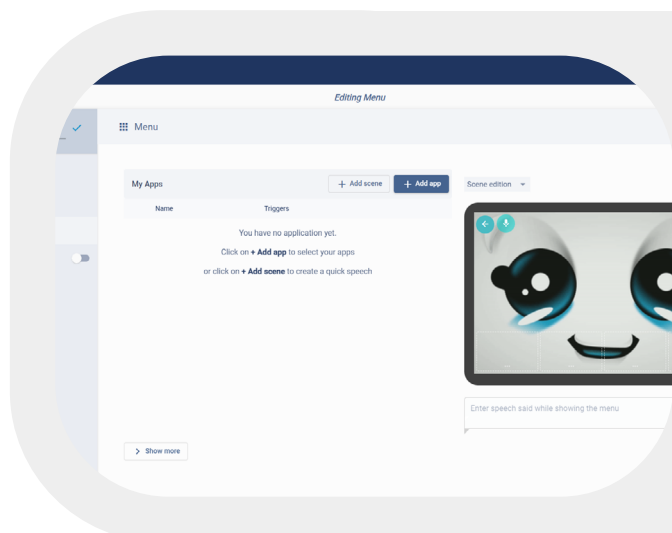 Editing Menu
Menu
My Apps
+ Add scene
+ Add app
Scene edition
Name
Triggers
You have no application yet.
Click on + Add app to select your apps
or click on + Add scene to create a quick speech
Enter speech said while showing the menu
Show more